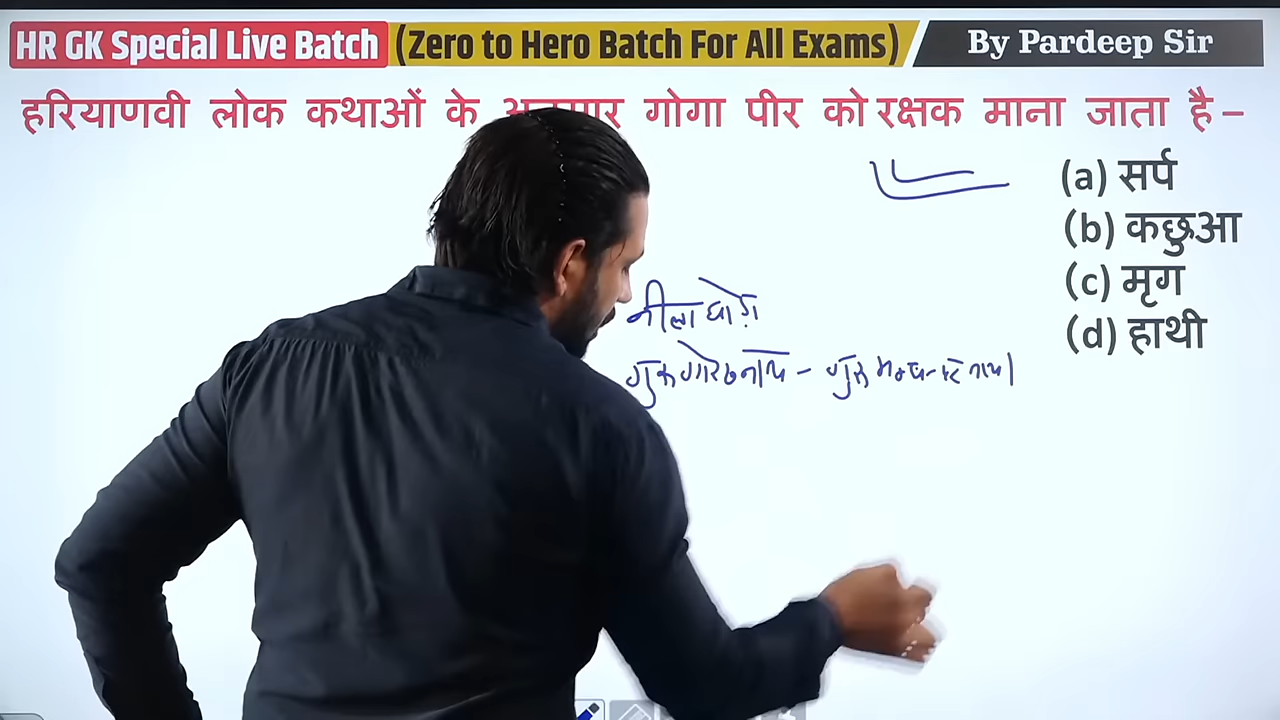 HR GK Special Live Batch (Zero to Hero Batch For All Exams) By Pardeep Sir
हरियाणवी लोक कथाओं के गोगा पीर को रक्षक माना जाता है –
(a) सर्प
(b) कछुआ
(c) मृग
(d) हाथी
नीला घोड़ा
गुरु गोरखनाथ –